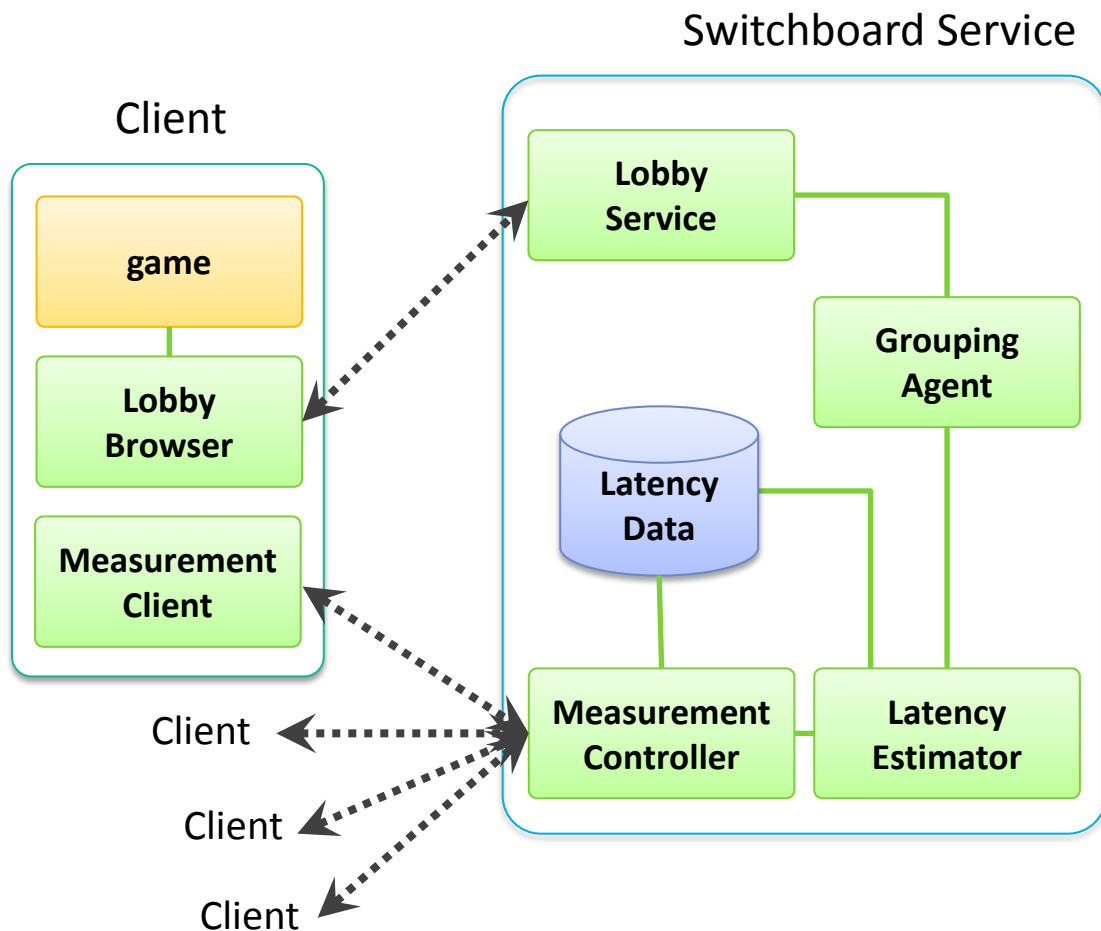 Switchboard Service
Client
game
Lobby
Browser
Measurement
Client
Client
Client
Client
Lobby
Service
Grouping
Agent
Latency
Data
Measurement
Controller
Latency
Estimator